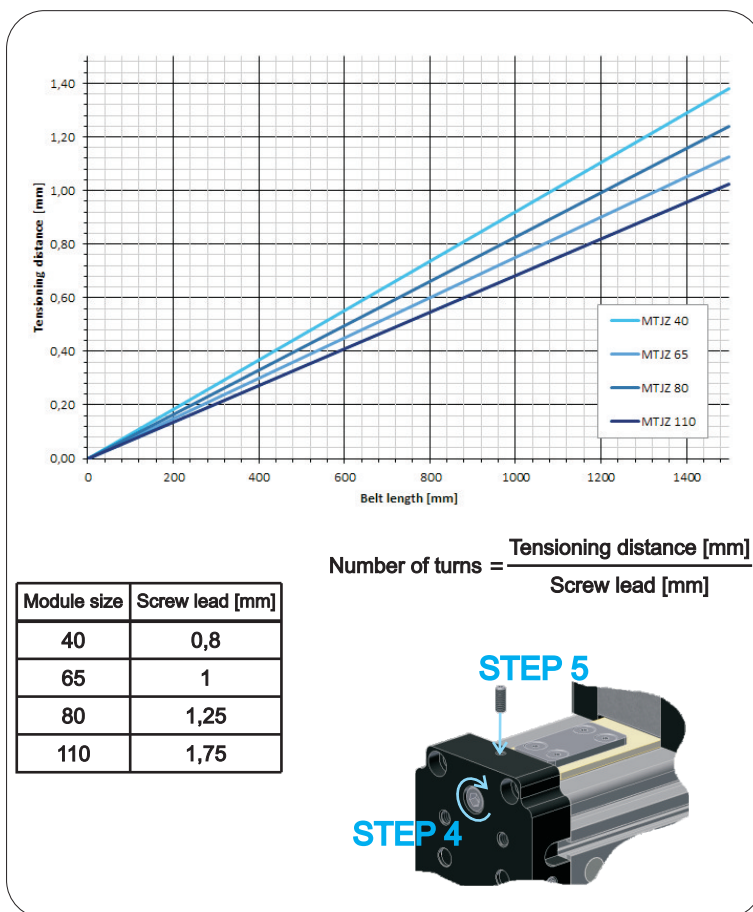 1,40
1,20
1,00
0,80
0,60
0,40
0,20
0,00
Tensioning distance [mm]
0 200 400 600 800 1000 1200 1400
Belt length [mm]
MTJZ 40
MTJZ 65
MTJZ 80
MTJZ 110
Number of turns = Tensioning distance [mm]
Screw lead [mm]
Module size Screw lead [mm]
40 0,8
65 1
80 1,25
110 1,75
STEP 5
STEP 4